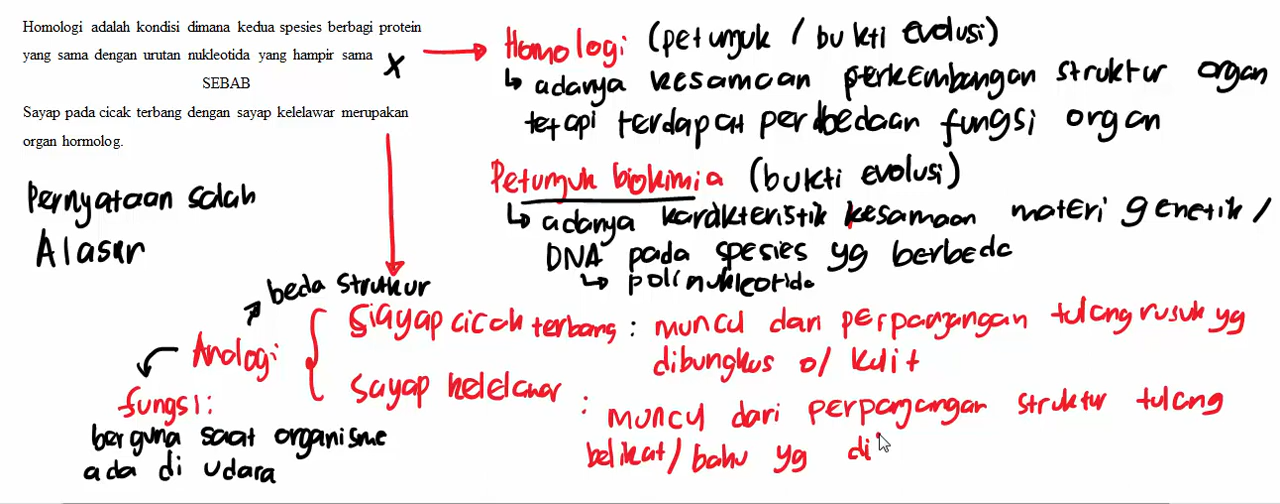 Homologi adalah kondisi dimana kedua spesies berbagi protein
yang sama dengan urutan nukleotida yang hampir sama
X
SEBAB
Sayap pada cicak terbang dengan sayap kelelawar merupakan
organ hormolog.
Homologi (petunjuk / bukti evolusi)
↳ adanya kesamaan perkembangan struktur organ
tetapi terdapat perbedaan fungsi organ
Petunjuk biokimia (bukti evolusi)
↳ adanya karakteristik kesamaan materi genetik /
DNA pada spesies yg berbeda
↳ polinukleotida
Pernyataan salah
Alasan
beda struktur
Analogi
Siayap cicak terbang : muncul dari perpanjangan tulang rusuk yg
dibungkus o/ kulit
Sayap kelelawar : muncul dari perpanjangan struktur tulang
belikat / bahu yg di
fungsi :
berguna saat organisme
ada di udara